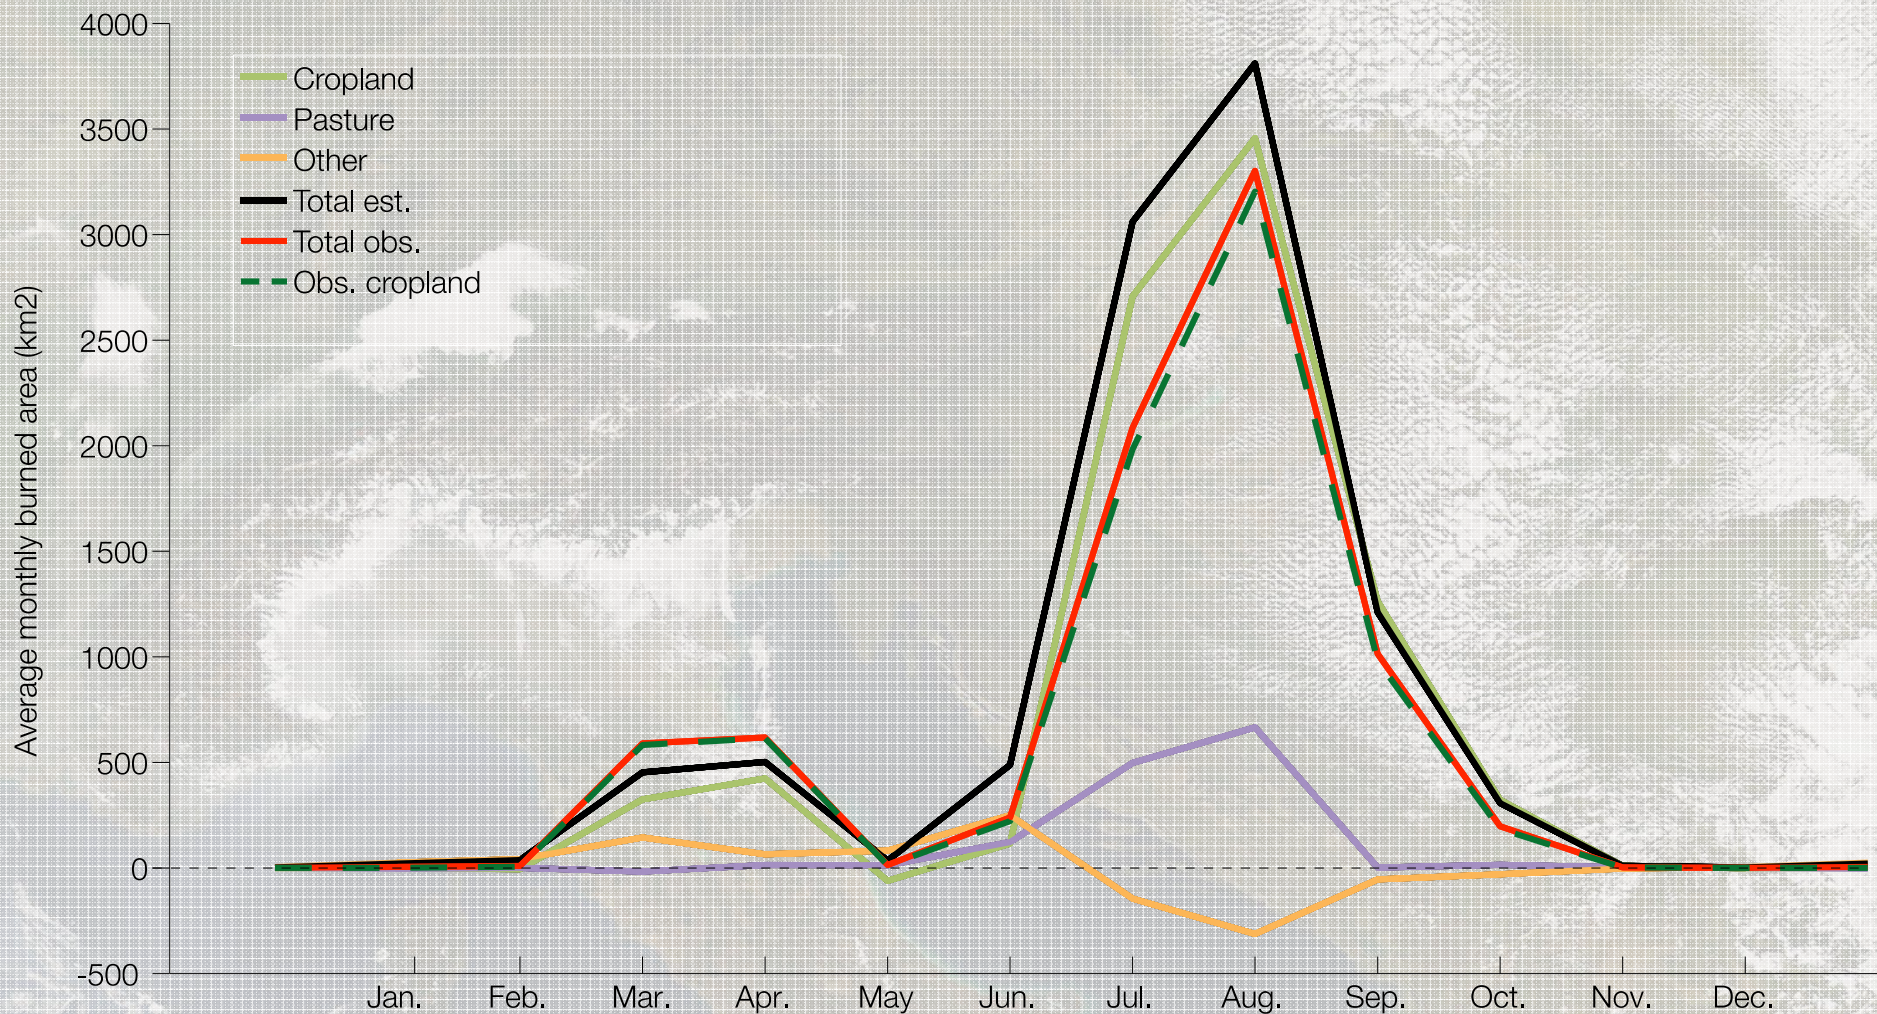 4000
3500
3000
2500
2000
1500
1000
500
0
-500
Average monthly burned area (km2)
Cropland
Pasture
Other
Total est.
Total obs.
Obs. cropland
Jan. Feb. Mar. Apr. May Jun. Jul. Aug. Sep. Oct. Nov. Dec.